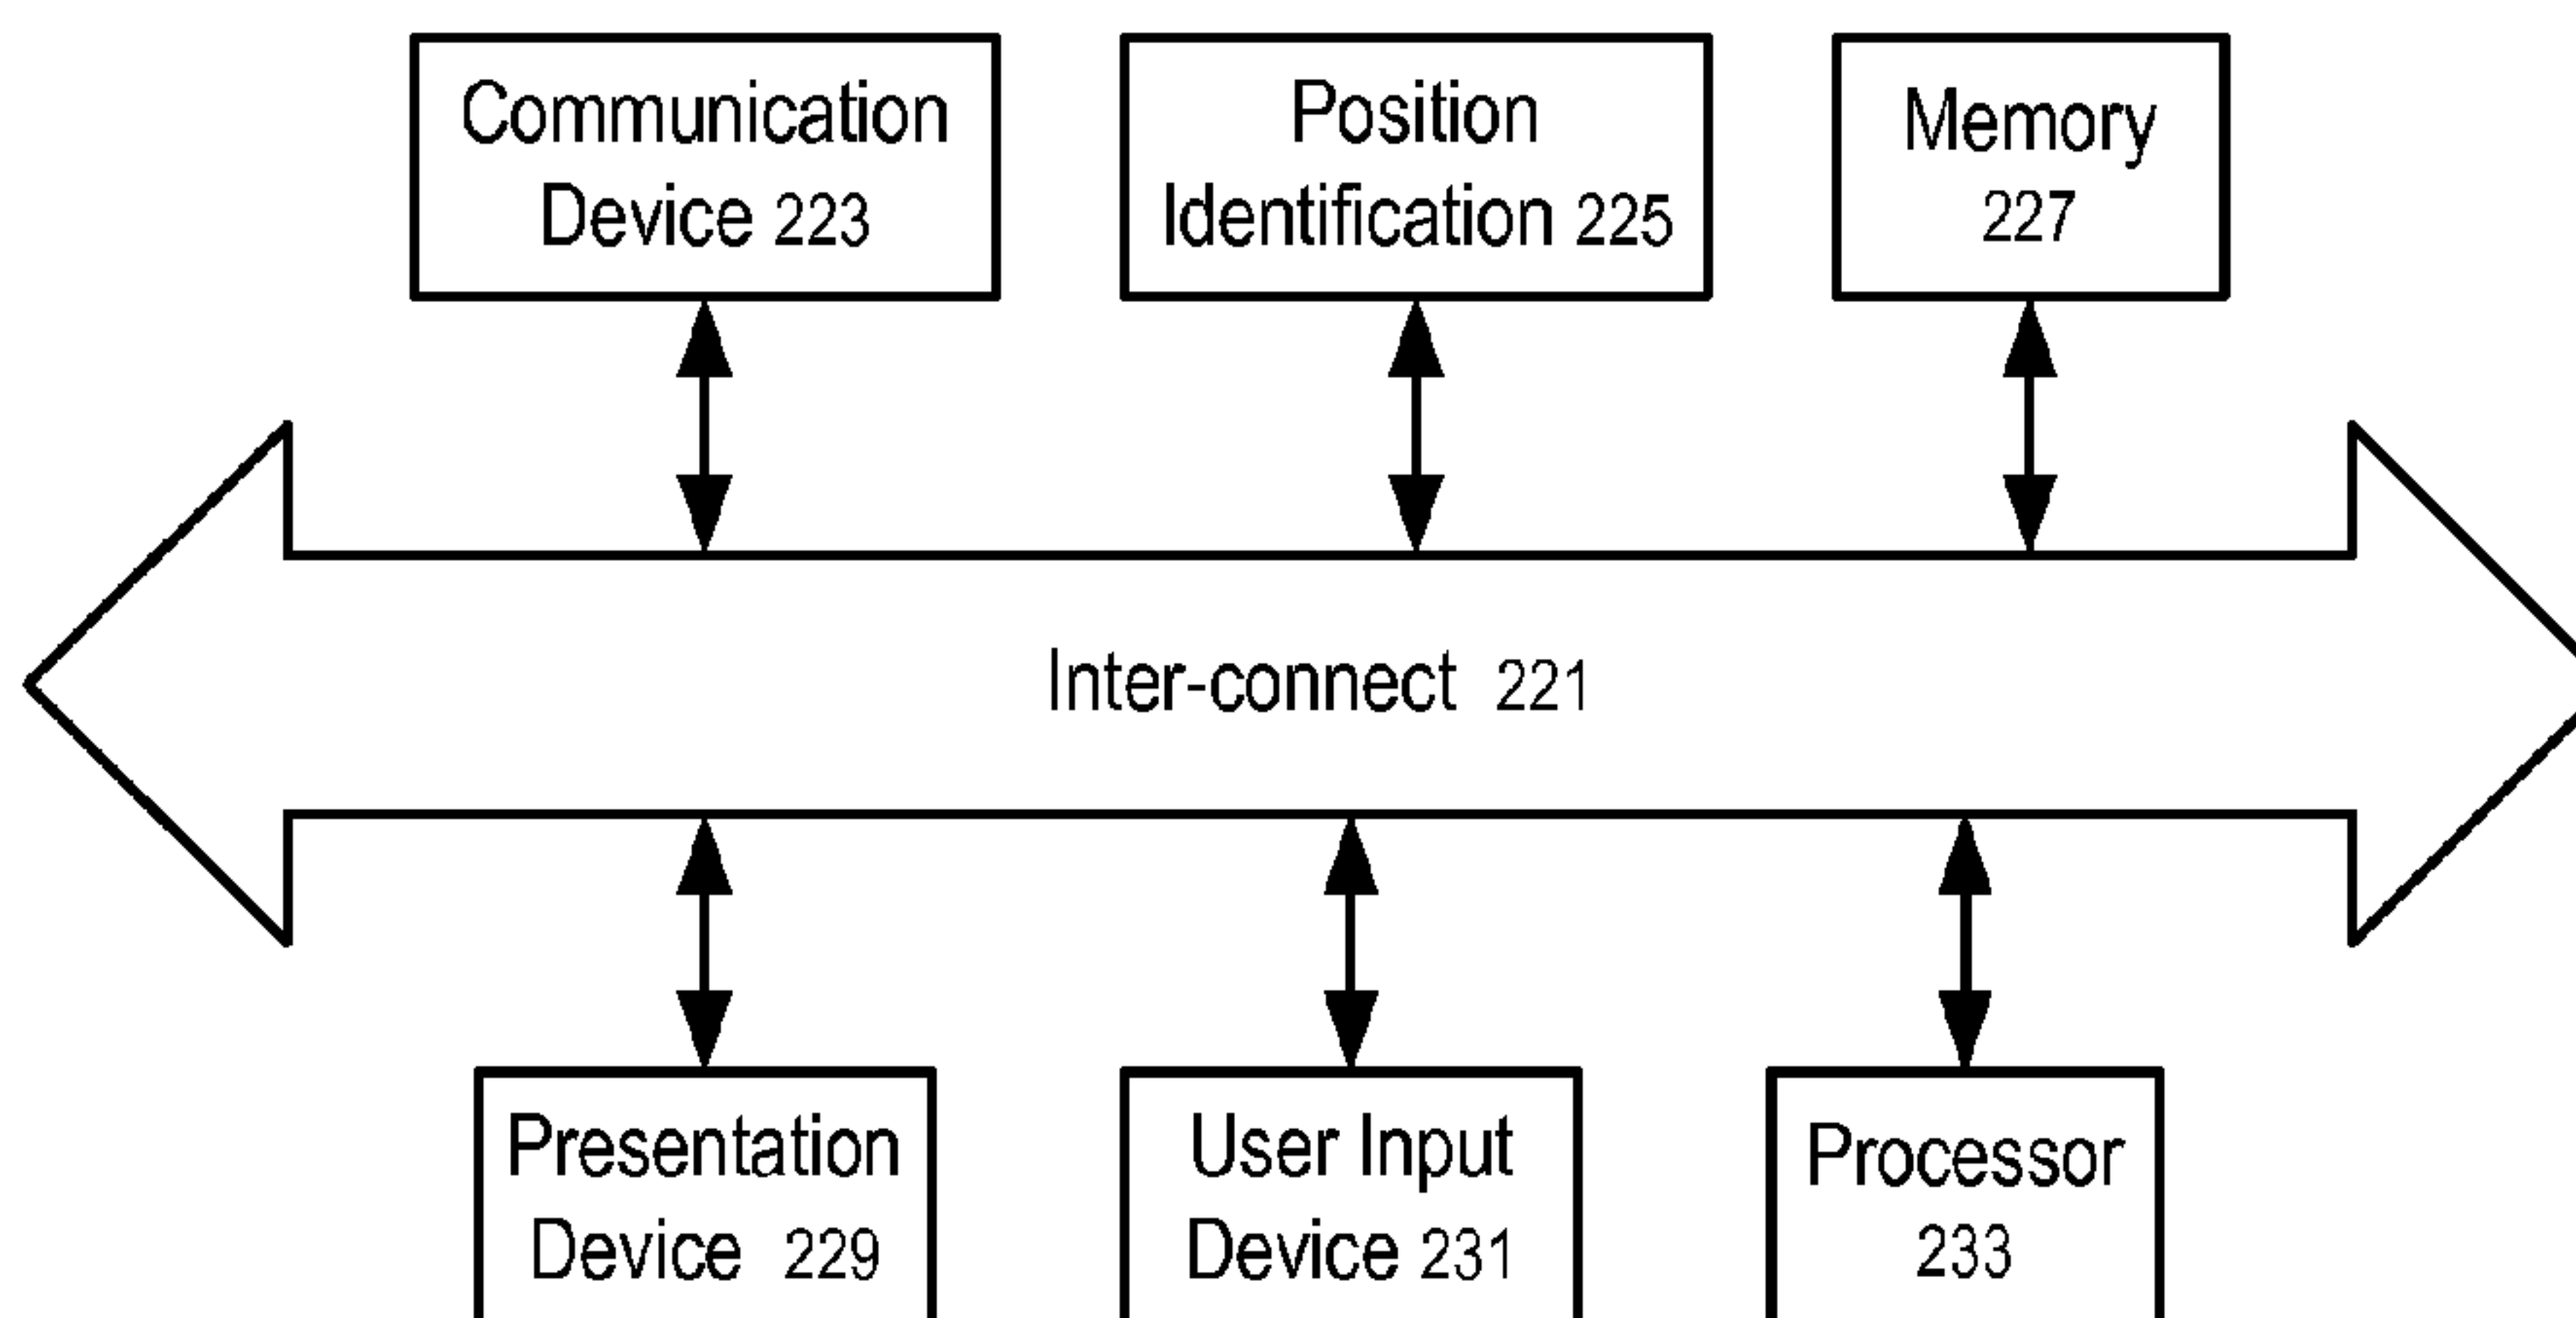 Communication
Device 223
Position
Identification 225
Memory
227
Inter-connect 221
Presentation
Device 229
User Input
Device 231
Processor
233